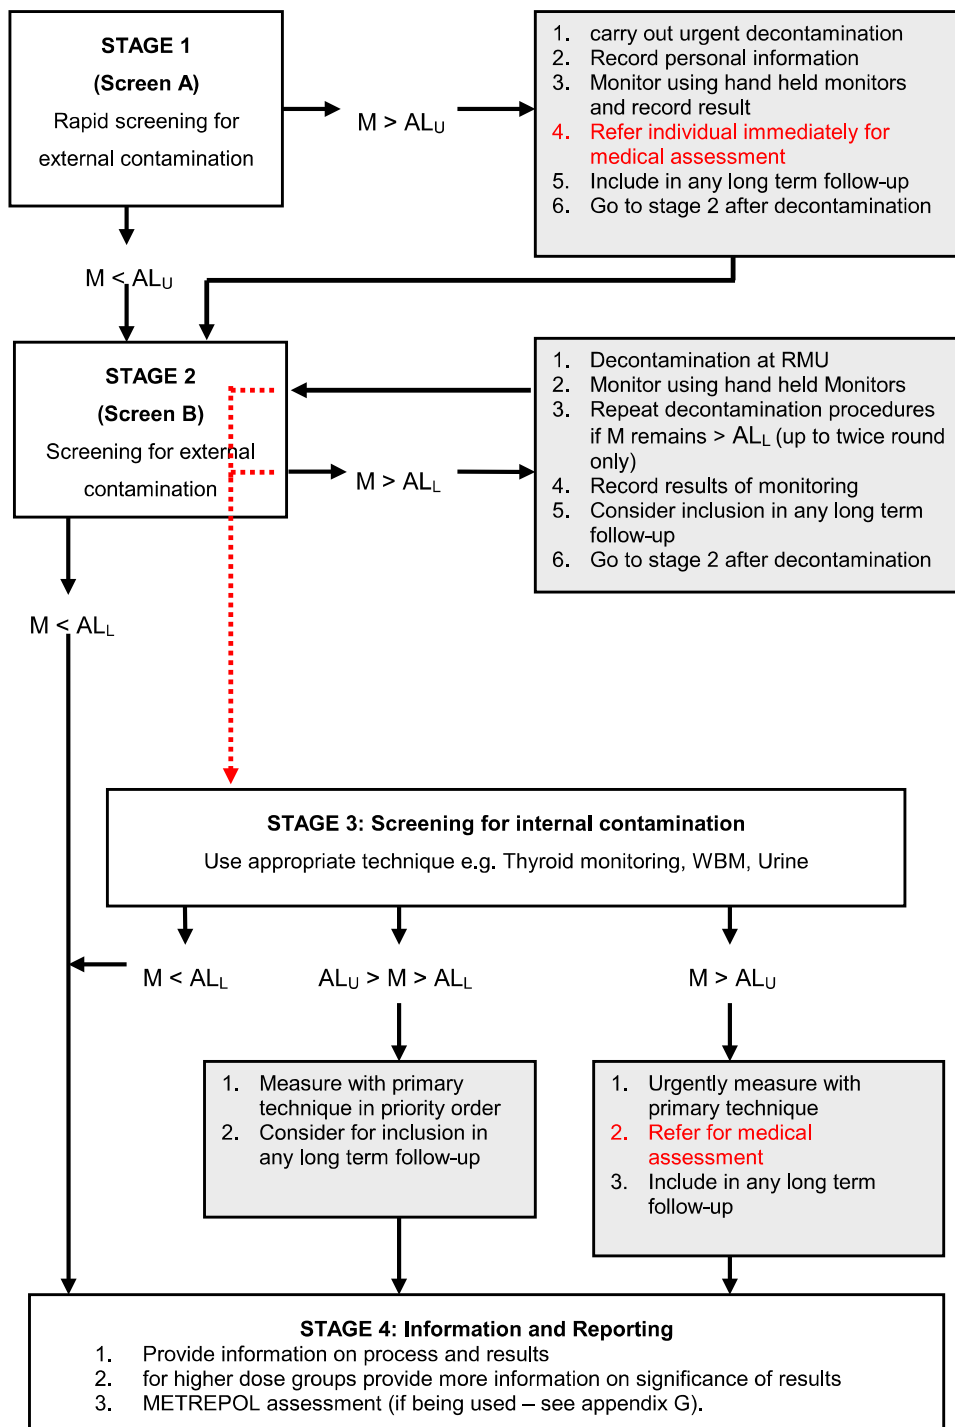 STAGE 1
(Screen A)
Rapid screening for
external contamination
M > ALU
1. carry out urgent decontamination
2. Record personal information
3. Monitor using hand held monitors
and record result
4. Refer individual immediately for
medical assessment
5. Include in any long term follow-up
6. Go to stage 2 after decontamination
M < ALU
STAGE 2
(Screen B)
Screening for external
contamination
M > ALL
1. Decontamination at RMU
2. Monitor using hand held Monitors
3. Repeat decontamination procedures
if M remains > ALL (up to twice round
only)
4. Record results of monitoring
5. Consider inclusion in any long term
follow-up
6. Go to stage 2 after decontamination
M < ALL
STAGE 3: Screening for internal contamination
Use appropriate technique e.g. Thyroid monitoring, WBM, Urine
M < ALL
ALU > M > ALL
M > ALU
1. Measure with primary
technique in priority order
2. Consider for inclusion in
any long term follow-up
1. Urgently measure with
primary technique
2. Refer for medical
assessment
3. Include in any long term
follow-up
STAGE 4: Information and Reporting
1. Provide information on process and results
2. for higher dose groups provide more information on significance of results
3. METREPOL assessment (if being used – see appendix G).